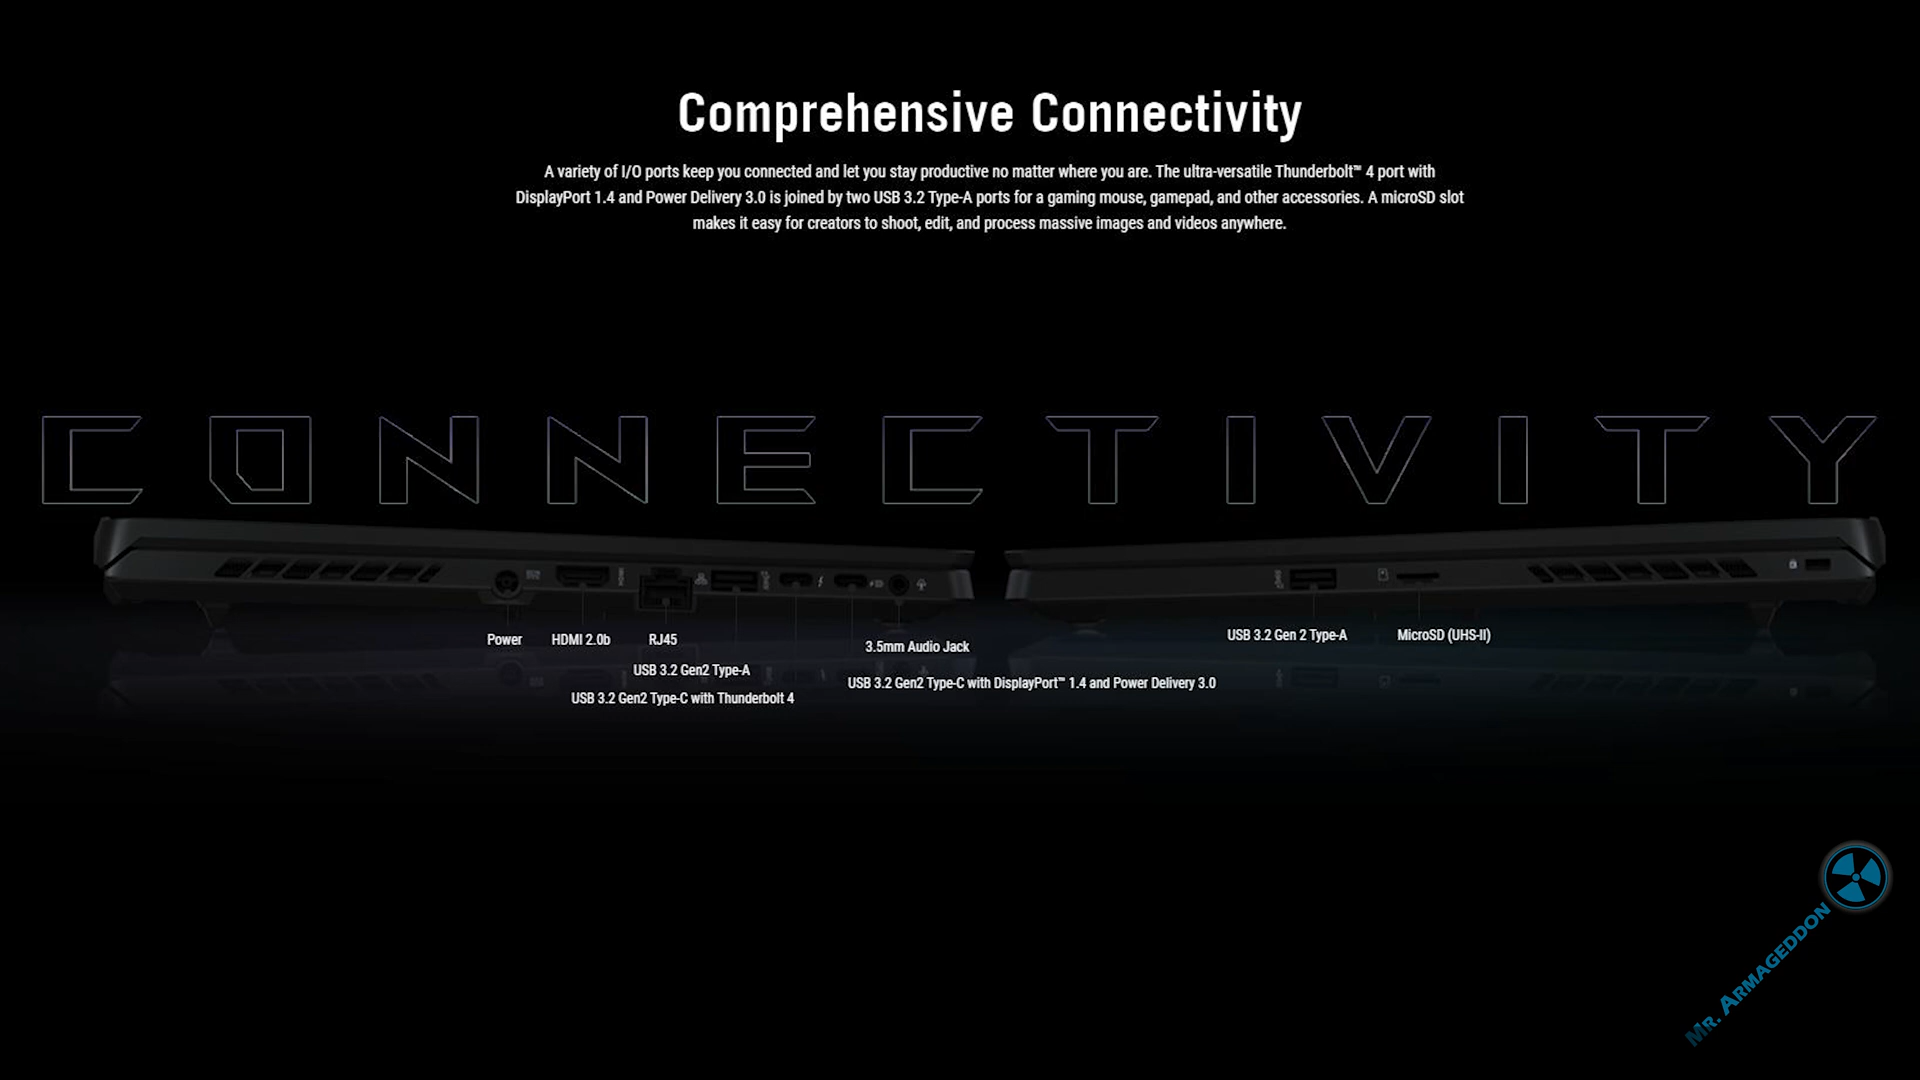 Comprehensive Connectivity
A variety of I/O ports keep you connected and let you stay productive no matter where you are. The ultra-versatile Thunderbolt™ 4 port with
DisplayPort 1.4 and Power Delivery 3.0 is joined by two USB 3.2 Type-A ports for a gaming mouse, gamepad, and other accessories. A microSD slot
makes it easy for creators to shoot, edit, and process massive images and videos anywhere.
CONNECTIVITY
Power
HDMI 2.0b
RJ45
3.5mm Audio Jack
USB 3.2 Gen 2 Type-A
MicroSD (UHS-II)
USB 3.2 Gen2 Type-A
USB 3.2 Gen2 Type-C with DisplayPort™ 1.4 and Power Delivery 3.0
USB 3.2 Gen2 Type-C with Thunderbolt 4
MR. ARMAGEDDON